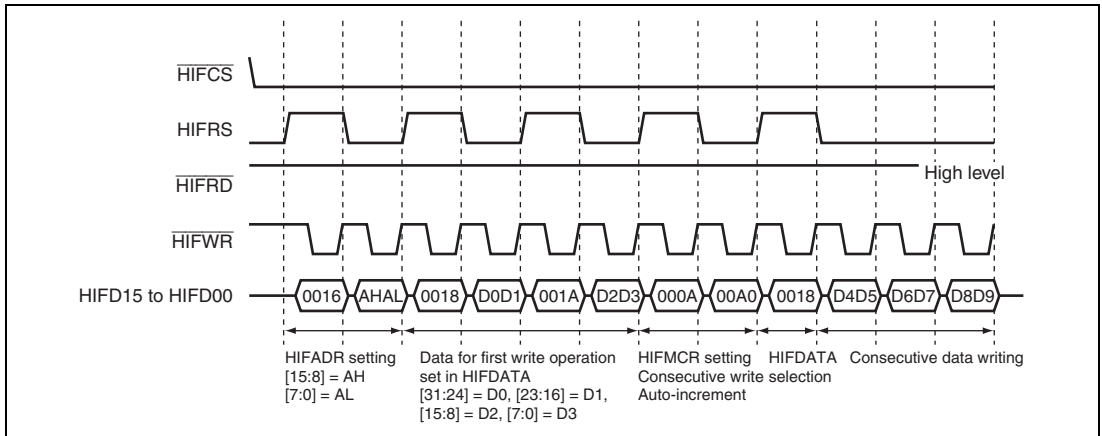 HIFCS
HIFRS
HIFRD
High level
HIFWR
HIFD15 to HIFD00
0016 AHAL 0018 D0D1 001A D2D3 000A 00A0 0018 D4D5 D6D7 D8D9
HIFADR setting
[15:8] = AH
[7:0] = AL
Data for first write operation
set in HIFDATA
[31:24] = D0, [23:16] = D1,
[15:8] = D2, [7:0] = D3
HIFMCR setting
Consecutive write selection
Auto-increment
HIFDATA
Consecutive data writing